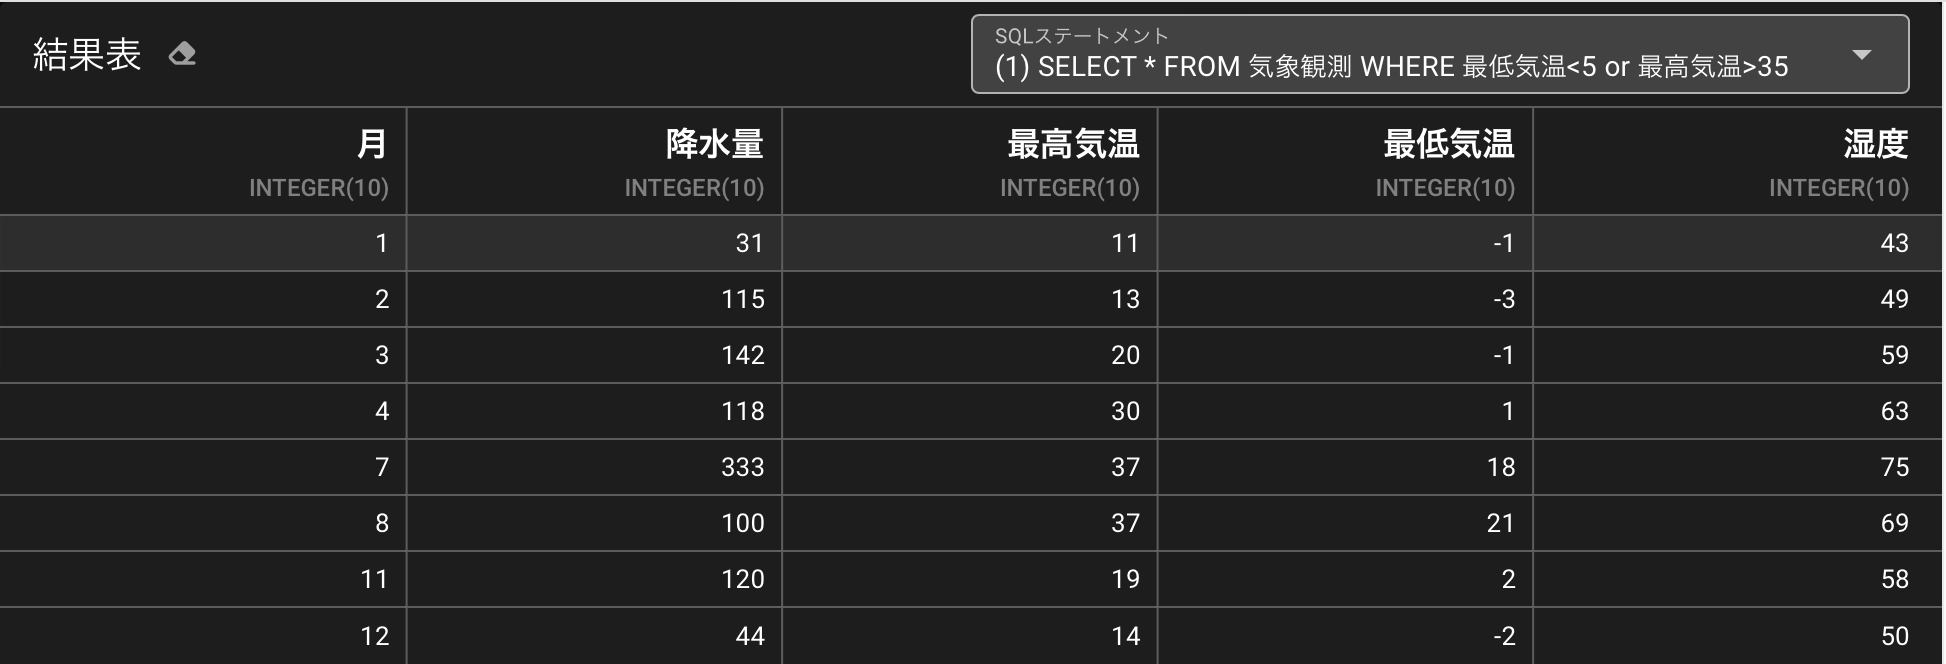 結果表
SQLステートメント
(1) SELECT * FROM 気象観測 WHERE 最低気温<5 or 最高気温>35
月 降水量 最高気温 最低気温 湿度
INTEGER(10) INTEGER(10) INTEGER(10) INTEGER(10) INTEGER(10)
1 31 11 -1 43
2 115 13 -3 49
3 142 20 -1 59
4 118 30 1 63
7 333 37 18 75
8 100 37 21 69
11 120 19 2 58
12 44 14 -2 50